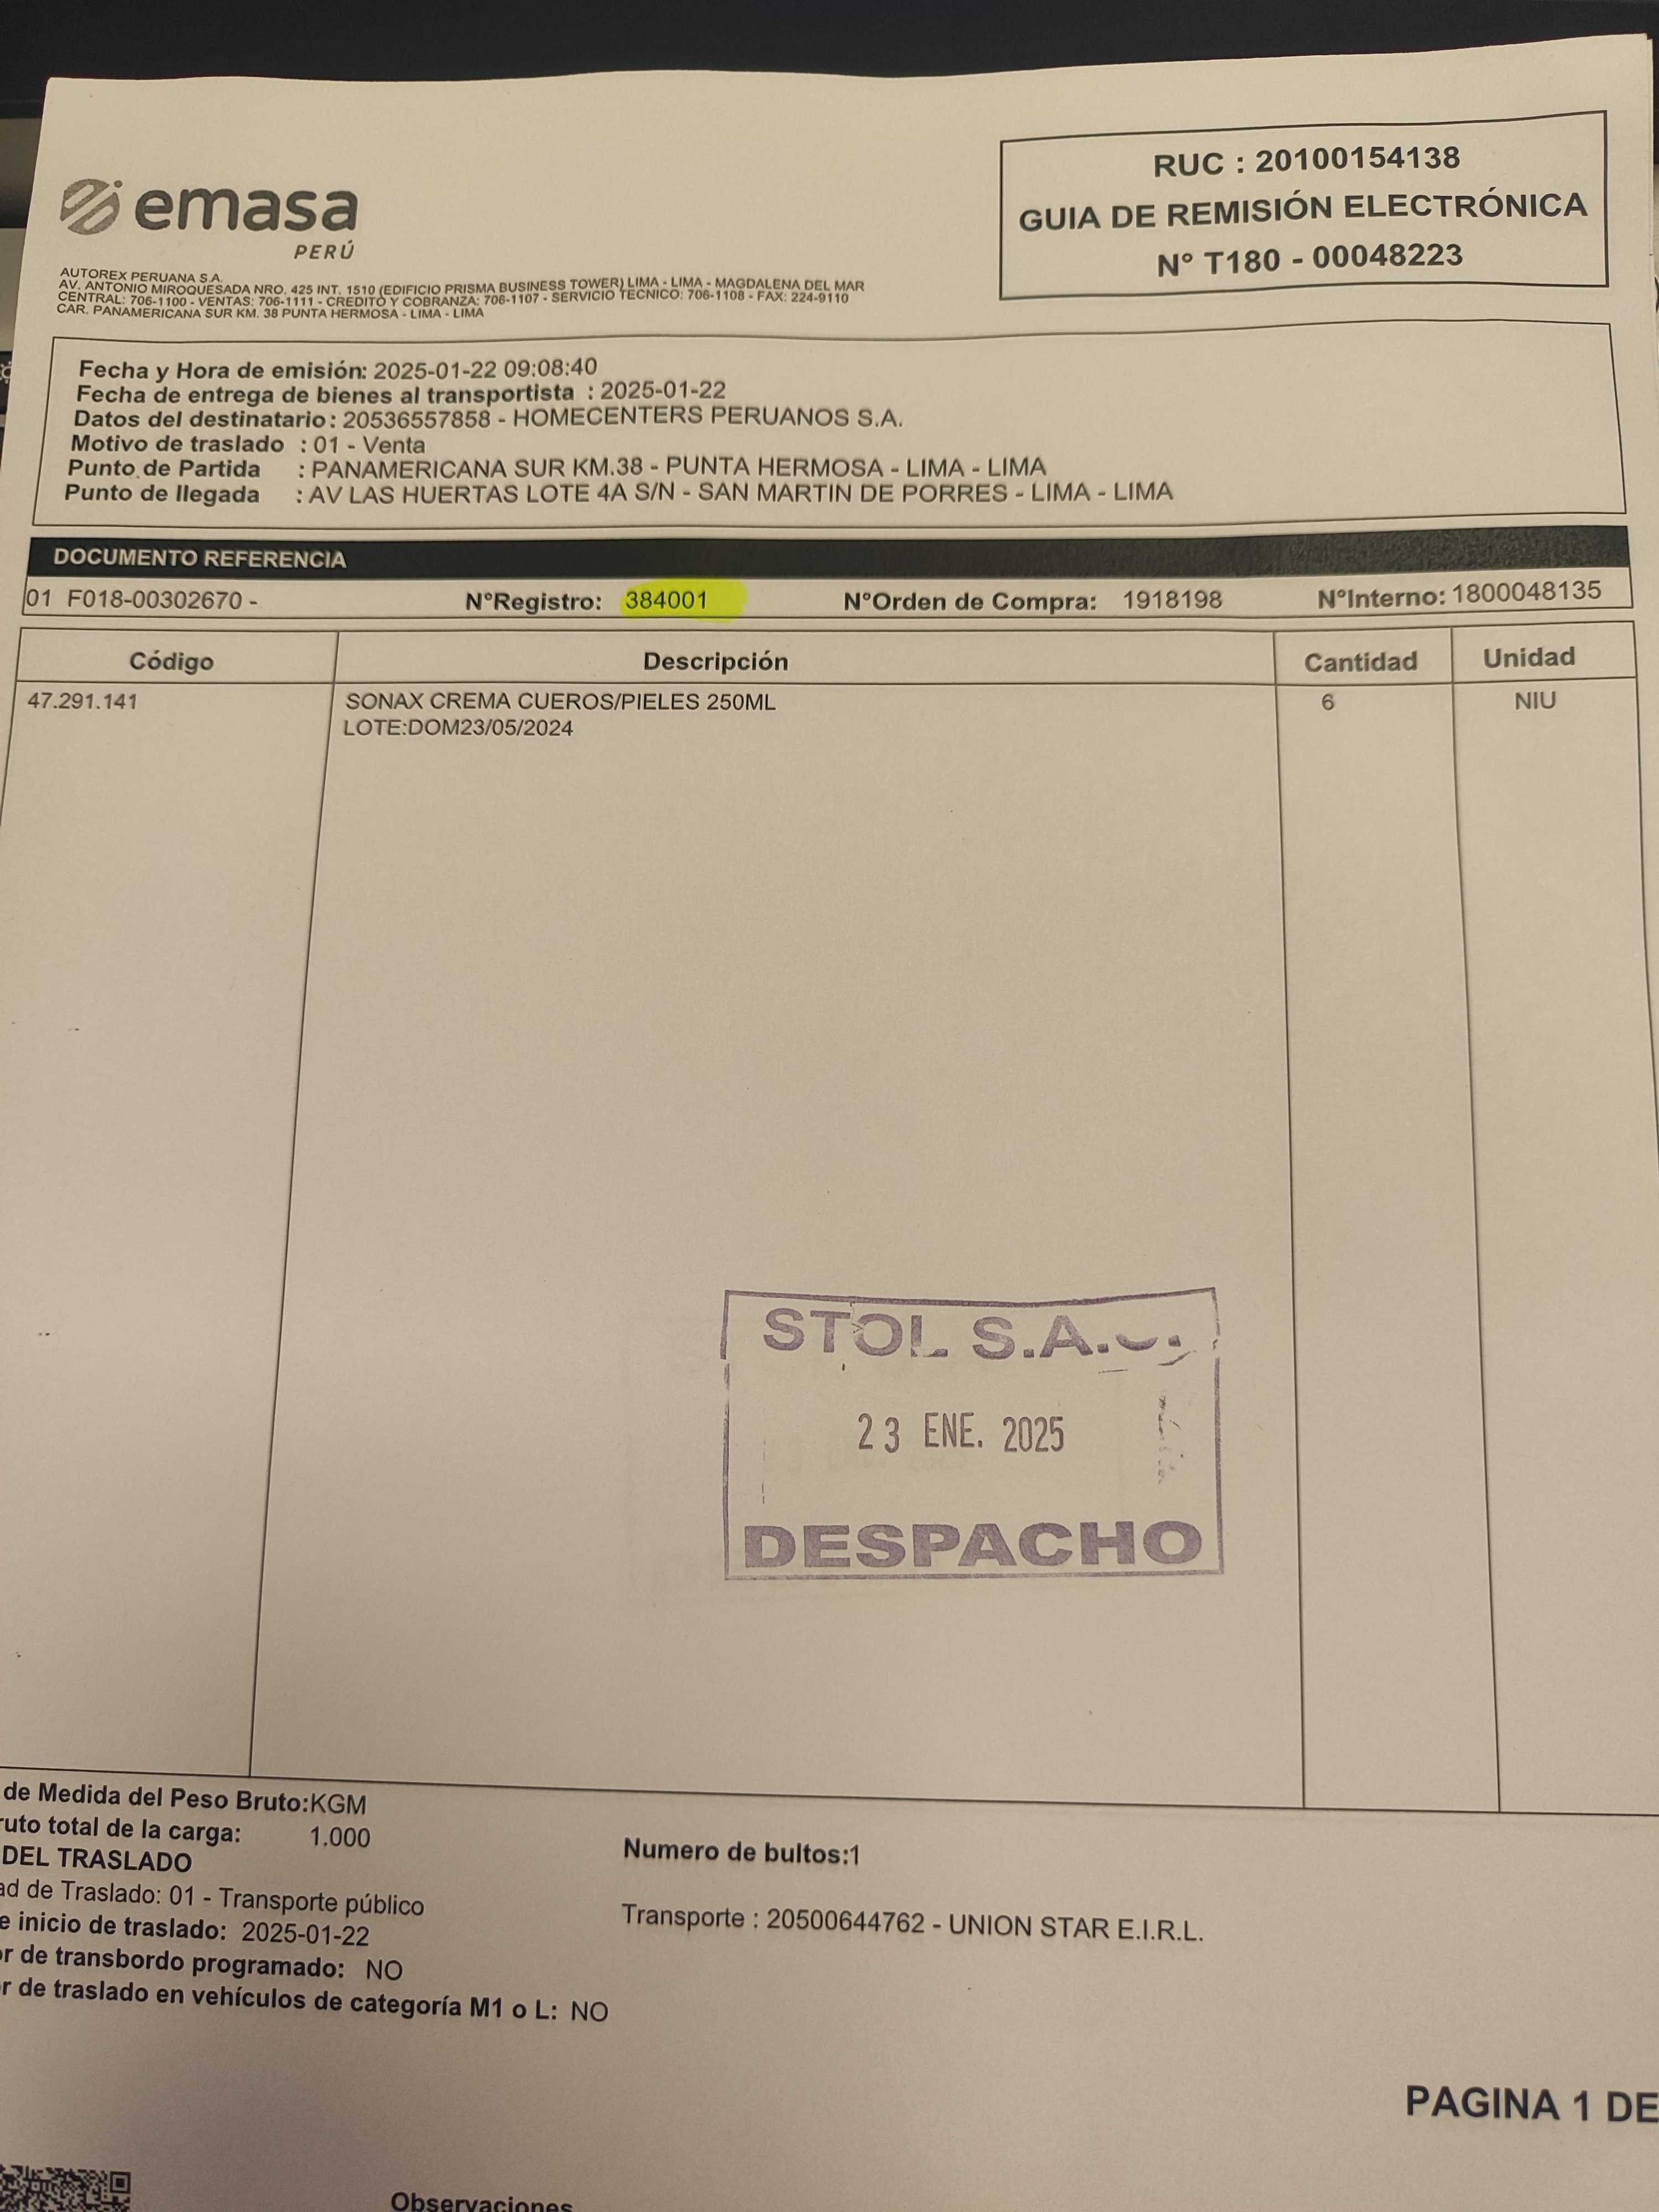 emasa
PERÚ
RUC : 20100154138
GUIA DE REMISIÓN ELECTRÓNICA
N° T180 - 00048223
AUTOREX PERUANA S.A.
AV. ANTONIO MIROQUESADA NRO. 425 INT. 1510 (EDIFICIO PRISMA BUSINESS TOWER) LIMA - LIMA - MAGDALENA DEL MAR
CENTRAL: 706-1100 - VENTAS: 706-1111 - CREDITO Y COBRANZA: 706-1107 - SERVICIO TECNICO: 706-1108 - FAX: 224-9110
CAR. PANAMERICANA SUR KM. 38 PUNTA HERMOSA - LIMA - LIMA
Fecha y Hora de emisión: 2025-01-22 09:08:40
Fecha de entrega de bienes al transportista : 2025-01-22
Datos del destinatario : 20536557858 - HOMECENTERS PERUANOS S.A.
Motivo de traslado : 01 - Venta
Punto de Partida : PANAMERICANA SUR KM.38 - PUNTA HERMOSA - LIMA - LIMA
Punto de llegada : AV LAS HUERTAS LOTE 4A S/N - SAN MARTIN DE PORRES - LIMA - LIMA
DOCUMENTO REFERENCIA
01 F018-00302670 - N°Registro: 384001 N°Orden de Compra: 1918198 N°Interno: 1800048135
Código Descripción Cantidad Unidad
47.291.141 SONAX CREMA CUEROS/PIELES 250ML 6 NIU
LOTE:DOM23/05/2024
STOL S.A.
23 ENE. 2025
DESPACHO
de Medida del Peso Bruto:KGM
ruto total de la carga: 1.000
Numero de bultos:1
DEL TRASLADO
ad de Traslado: 01 - Transporte público
Transporte : 20500644762 - UNION STAR E.I.R.L.
e inicio de traslado: 2025-01-22
or de transbordo programado: NO
r de traslado en vehículos de categoría M1 o L: NO
PAGINA 1 DE
Observaciones